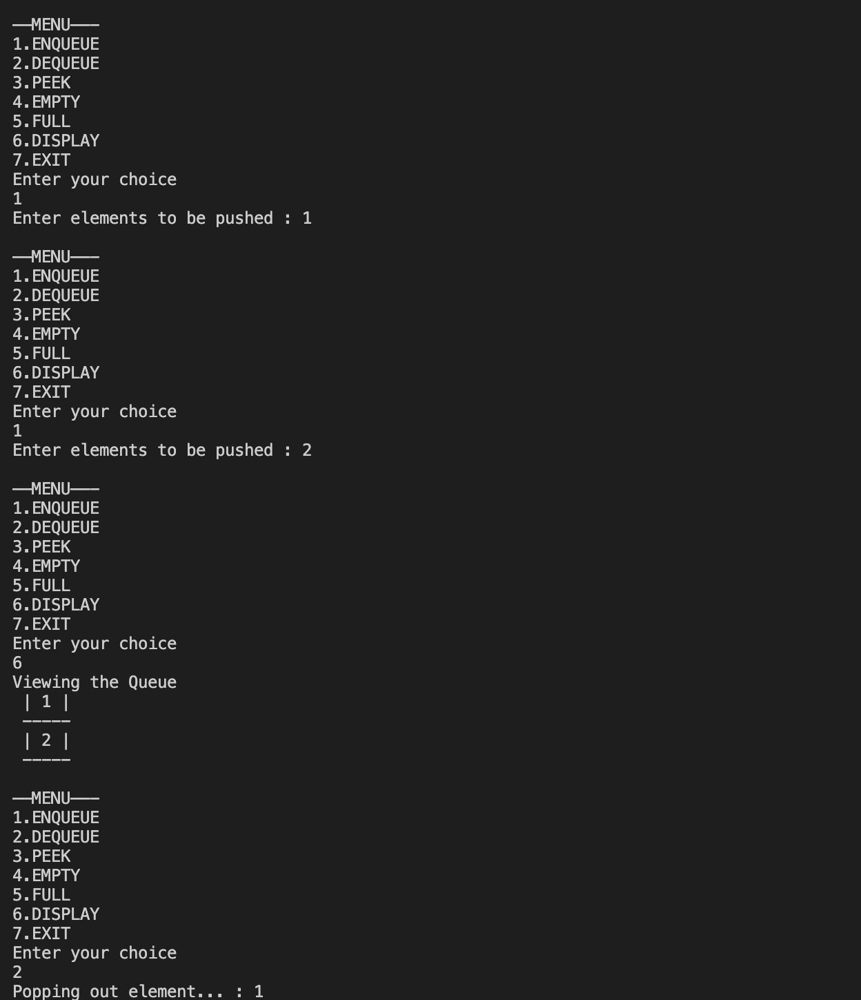 ——MENU———
1.ENQUEUE
2.DEQUEUE
3.PEEK
4.EMPTY
5.FULL
6.DISPLAY
7.EXIT
Enter your choice
1
Enter elements to be pushed : 1
——MENU———
1.ENQUEUE
2.DEQUEUE
3.PEEK
4.EMPTY
5.FULL
6.DISPLAY
7.EXIT
Enter your choice
1
Enter elements to be pushed : 2
——MENU———
1.ENQUEUE
2.DEQUEUE
3.PEEK
4.EMPTY
5.FULL
6.DISPLAY
7.EXIT
Enter your choice
6
Viewing the Queue
| 1 |
-----
| 2 |
-----
——MENU———
1.ENQUEUE
2.DEQUEUE
3.PEEK
4.EMPTY
5.FULL
6.DISPLAY
7.EXIT
Enter your choice
2
Popping out element... : 1